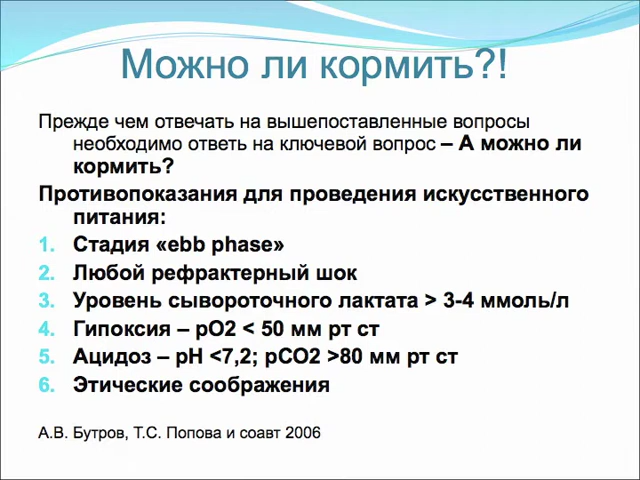 Можно ли кормить?!
Прежде чем отвечать на вышепоставленные вопросы
необходимо ответь на ключевой вопрос – А можно ли
кормить?
Противопоказания для проведения искусственного
питания:
1. Стадия «ebb phase»
2. Любой рефрактерный шок
3. Уровень сывороточного лактата > 3-4 ммоль/л
4. Гипоксия – pO2 < 50 мм рт ст
5. Ацидоз – pH <7,2; pCO2 >80 мм рт ст
6. Этические соображения
А.В. Бутров, Т.С. Попова и соавт 2006